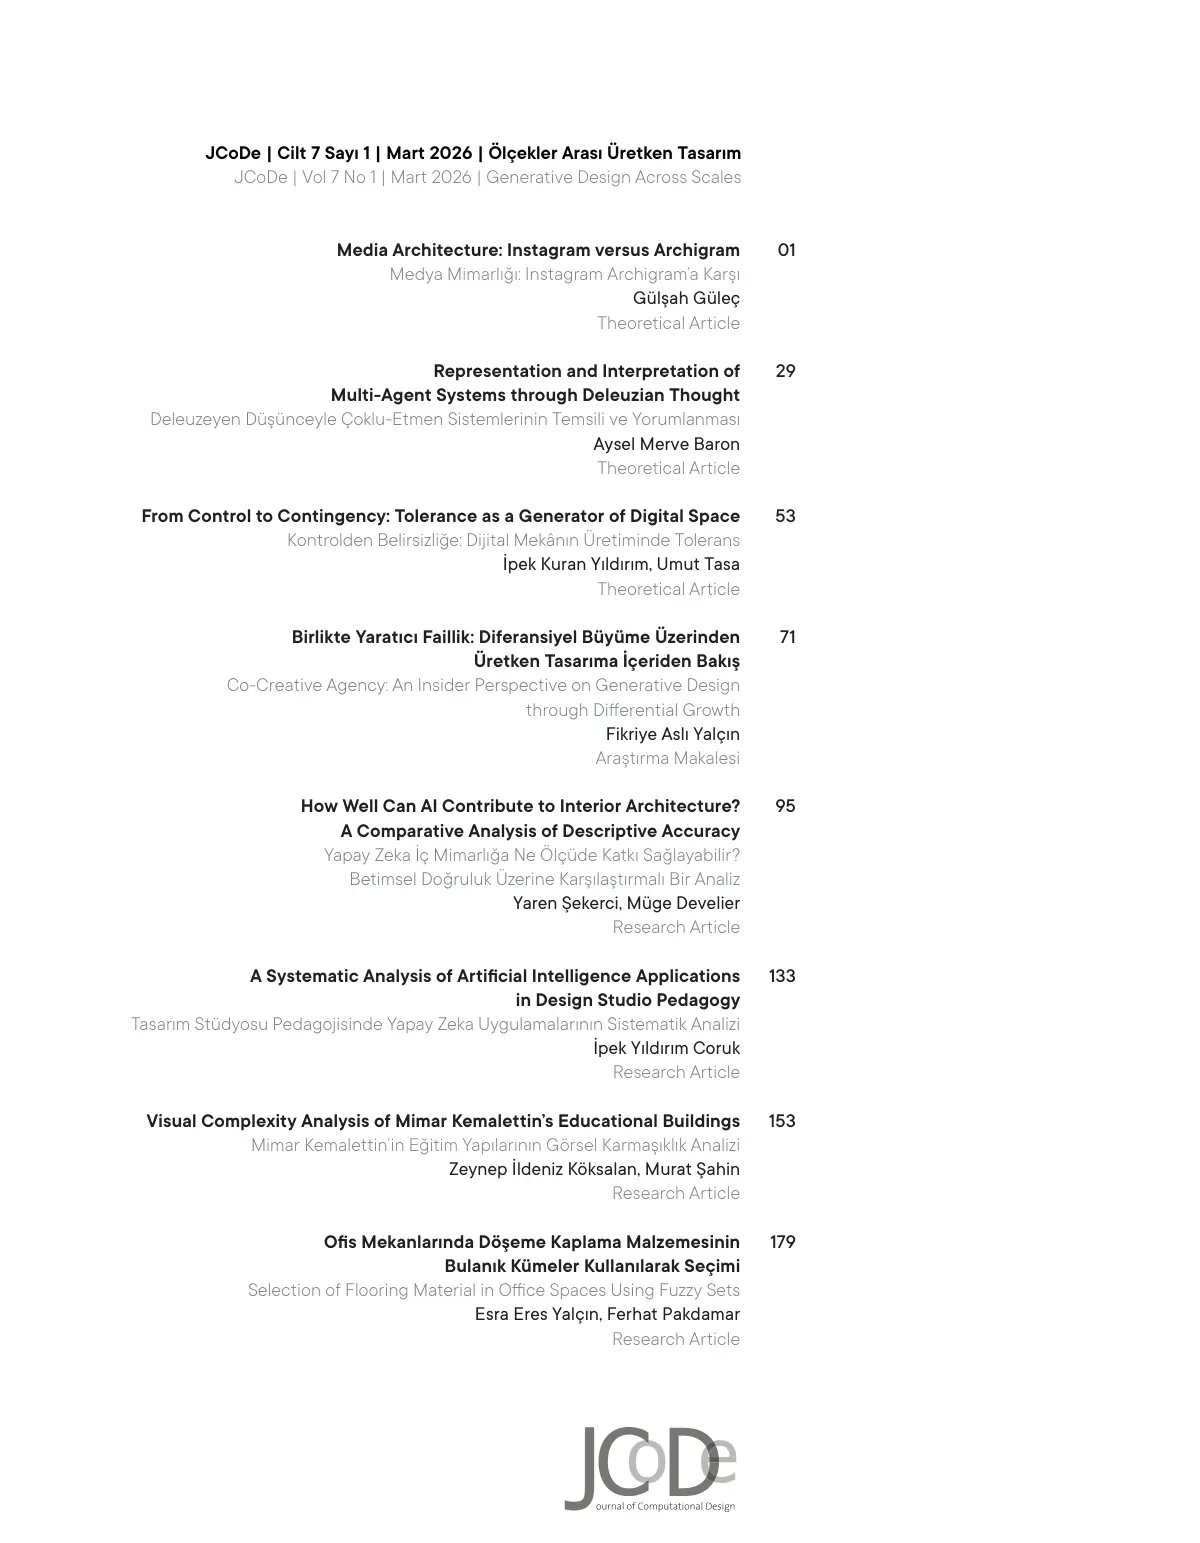 JCoDe | Cilt 7 Sayı 1 | Mart 2026 | Ölçekler Arası Üretken Tasarım
JCoDe | Vol 7 No 1 | Mart 2026 | Generative Design Across Scales
Media Architecture: Instagram versus Archigram 01
Medya Mimarlığı: Instagram Archigram'a Karşı
Gülşah Güleç
Theoretical Article
Representation and Interpretation of 29
Multi-Agent Systems through Deleuzian Thought
Deleuzeyen Düşünceyle Çoklu-Etmen Sistemlerinin Temsili ve Yorumlanması
Aysel Merve Baron
Theoretical Article
From Control to Contingency: Tolerance as a Generator of Digital Space 53
Kontrolden Belirsizliğe: Dijital Mekânın Üretiminde Tolerans
İpek Kuran Yıldırım, Umut Tasa
Theoretical Article
Birlikte Yaratıcı Faillik: Diferansiyel Büyüme Üzerinden 71
Üretken Tasarıma İçeriden Bakış
Co-Creative Agency: An Insider Perspective on Generative Design
through Differential Growth
Fikriye Aslı Yalçın
Araştırma Makalesi
How Well Can AI Contribute to Interior Architecture? 95
A Comparative Analysis of Descriptive Accuracy
Yapay Zeka İç Mimarlığa Ne Ölçüde Katkı Sağlayabilir?
Betimsel Doğruluk Üzerine Karşılaştırmalı Bir Analiz
Yaren Şekerci, Müge Develier
Research Article
A Systematic Analysis of Artificial Intelligence Applications 133
in Design Studio Pedagogy
Tasarım Stüdyosu Pedagojisinde Yapay Zeka Uygulamalarının Sistematik Analizi
İpek Yıldırım Coruk
Research Article
Visual Complexity Analysis of Mimar Kemalettin's Educational Buildings 153
Mimar Kemalettin'in Eğitim Yapılarının Görsel Karmaşıklık Analizi
Zeynep İldeniz Köksalan, Murat Şahin
Research Article
Ofis Mekanlarında Döşeme Kaplama Malzemesinin 179
Bulanık Kümeler Kullanılarak Seçimi
Selection of Flooring Material in Office Spaces Using Fuzzy Sets
Esra Eres Yalçın, Ferhat Pakdamar
Research Article
JCoDe
ournal of Computational Design